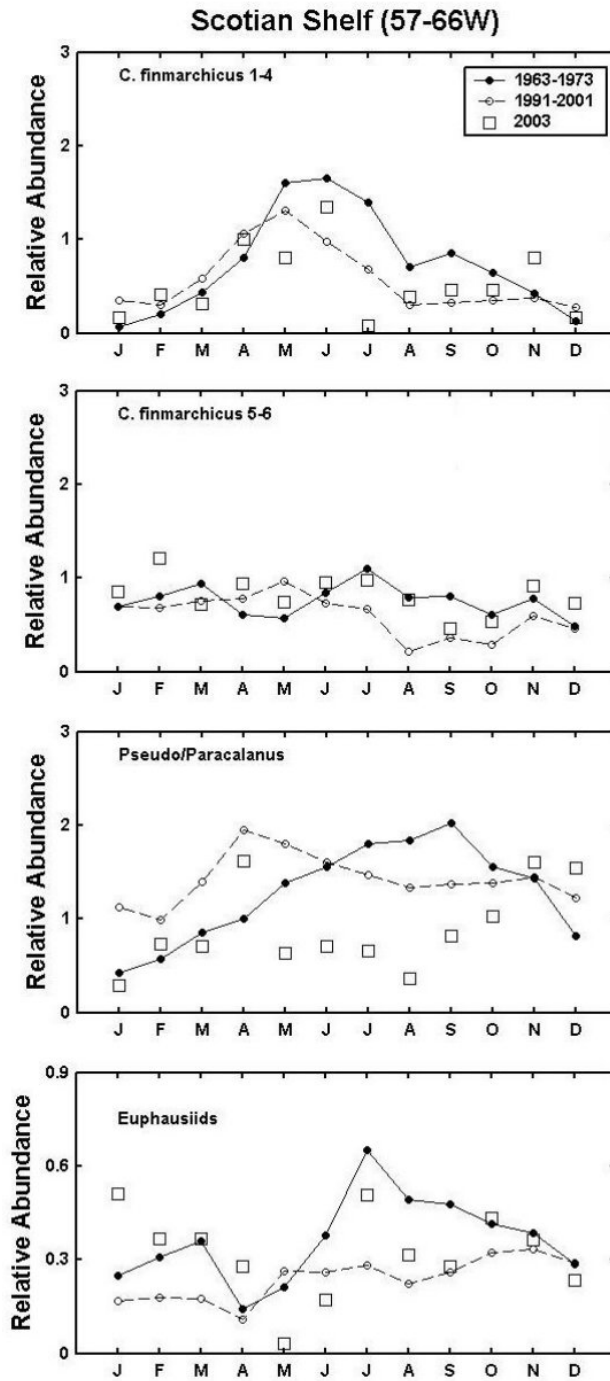 Scotian Shelf (57-66W)
3
C. finmarchicus 1-4
1963-1973
1991-2001
2003
2
1
0
Relative Abundance
J F M A M J J A S O N D
3
C. finmarchicus 5-6
2
1
0
Relative Abundance
J F M A M J J A S O N D
3
Pseudo/Paracalanus
2
1
0
Relative Abundance
J F M A M J J A S O N D
0.9
Euphausiids
0.6
0.3
0
Relative Abundance
J F M A M J J A S O N D